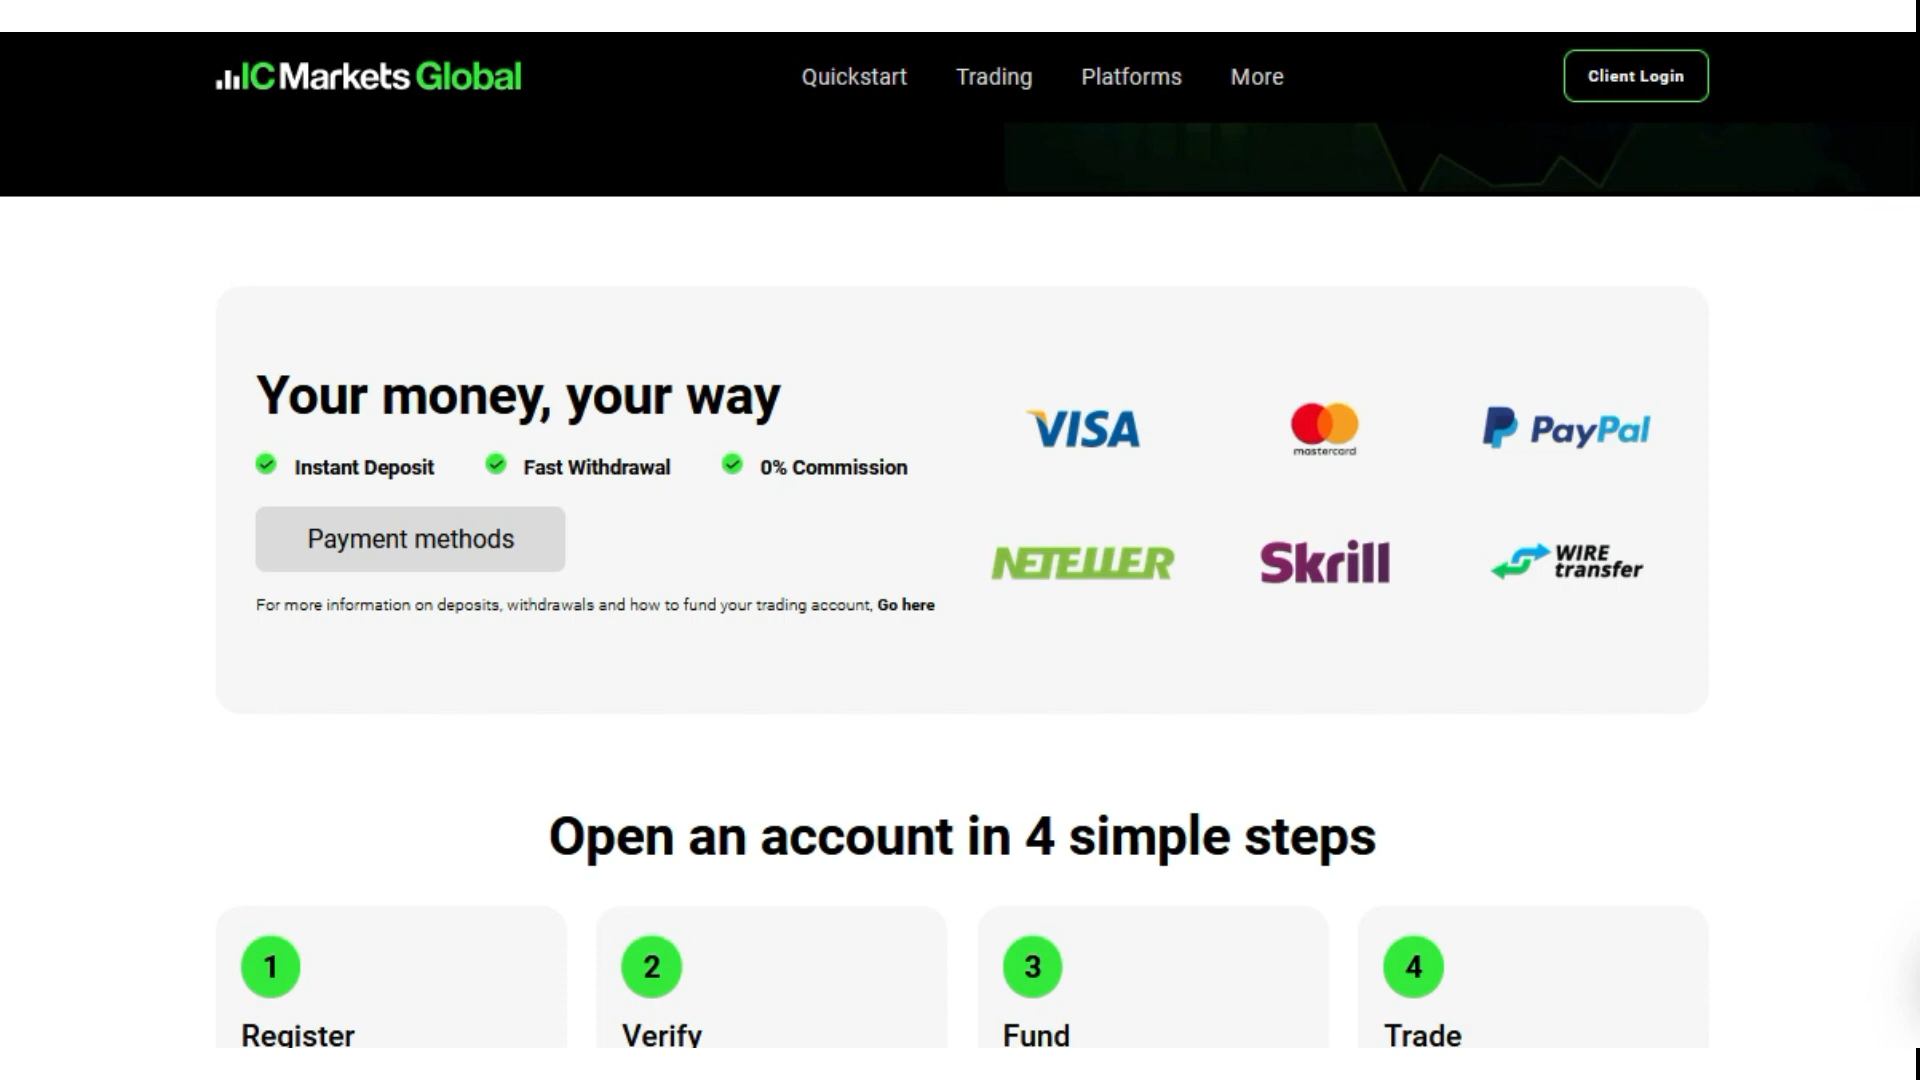 IC Markets Global
Quickstart Trading Platforms More
Client Login
Your money, your way
Instant Deposit Fast Withdrawal 0% Commission
Payment methods
For more information on deposits, withdrawals and how to fund your trading account, Go here
VISA
mastercard
PayPal
NETELLER
Skrill
WIRE
transfer
Open an account in 4 simple steps
1
Register
2
Verify
3
Fund
4
Trade